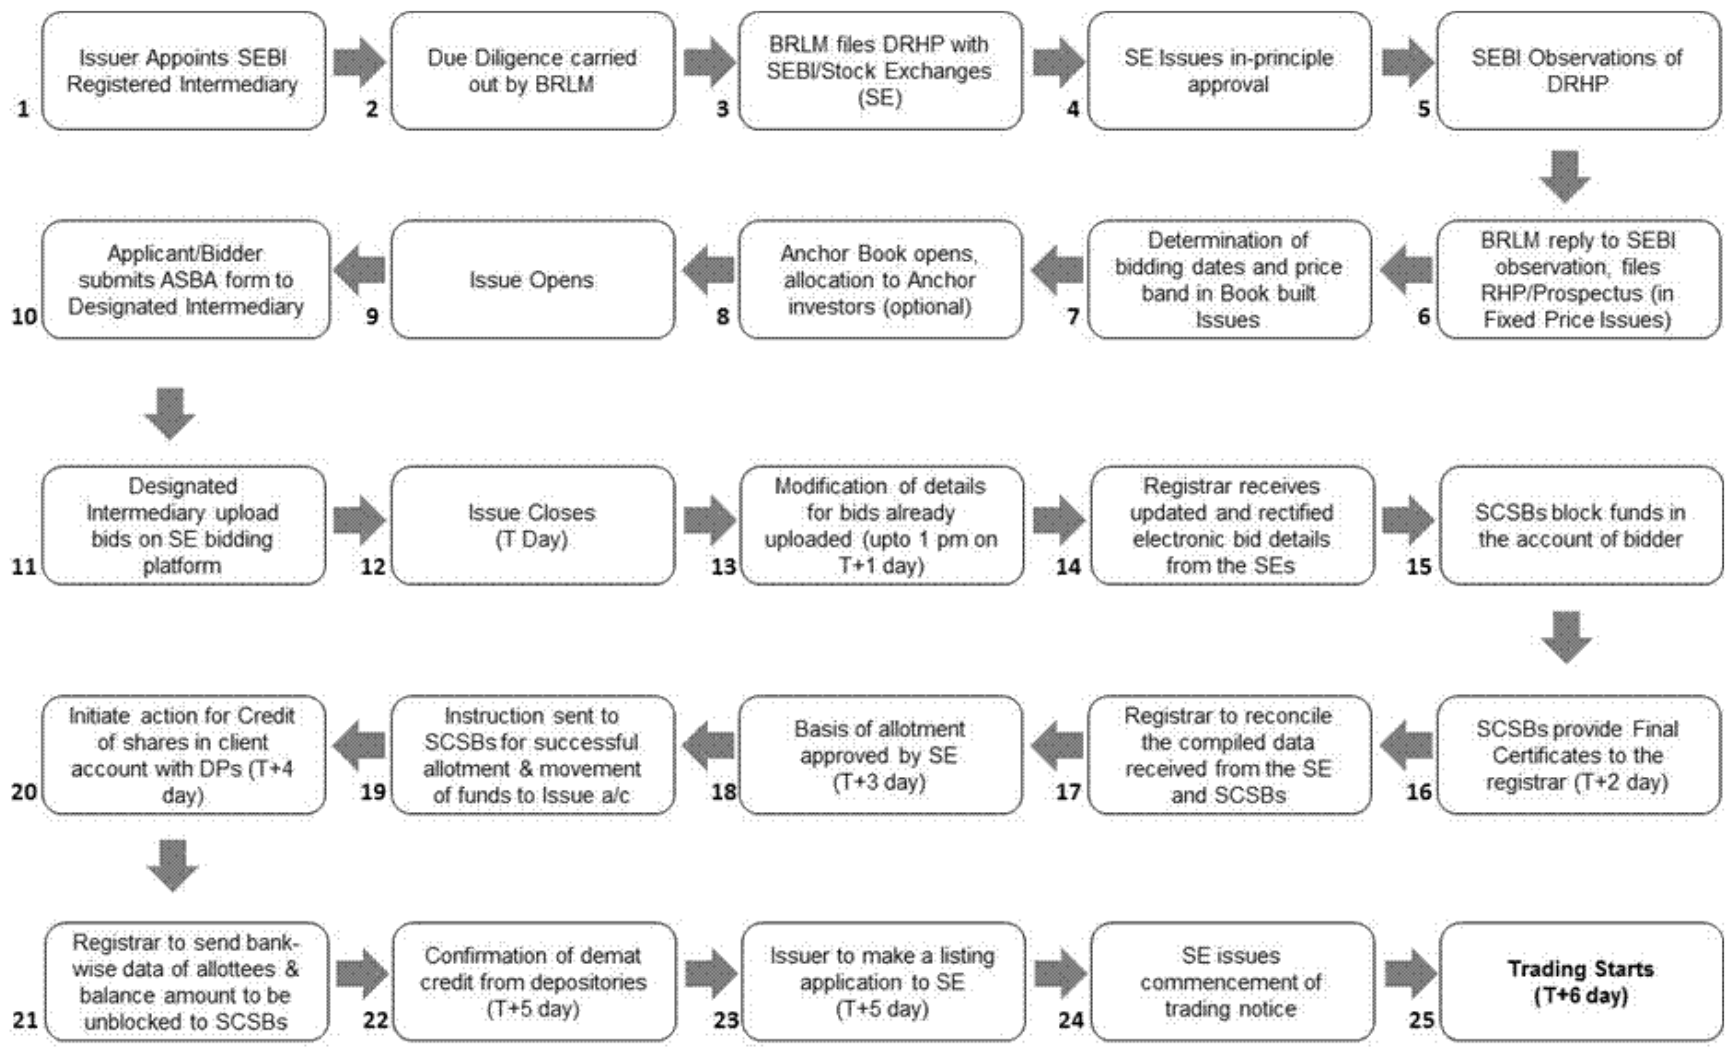 Issuer Appoints SEBI
Registered Intermediary
1
Due Diligence carried
out by BRLM
2
BRLM files DRHP with
SEBI/Stock Exchanges
(SE)
3
SE Issues in-principle
approval
4
SEBI Observations of
DRHP
5
BRLM reply to SEBI
observation, files
RHP/Prospectus (in
Fixed Price Issues)
6
Determination of
bidding dates and price
band in Book built
Issues
7
Anchor Book opens,
allocation to Anchor
investors (optional)
8
Issue Opens
9
Applicant/Bidder
submits ASBA form to
Designated Intermediary
10
Designated
Intermediary upload
bids on SE bidding
platform
11
Issue Closes
(T Day)
12
Modification of details
for bids already
uploaded (upto 1 pm on
T+1 day)
13
Registrar receives
updated and rectified
electronic bid details
from the SEs
14
SCSBs block funds in
the account of bidder
15
SCSBs provide Final
Certificates to the
registrar (T+2 day)
16
Registrar to reconcile
the compiled data
received from the SE
and SCSBs
17
Basis of allotment
approved by SE
(T+3 day)
18
Instruction sent to
SCSBs for successful
allotment & movement
of funds to Issue a/c
19
Initiate action for Credit
of shares in client
account with DPs (T+4
day)
20
Registrar to send bank-
wise data of allottees &
balance amount to be
unblocked to SCSBs
21
Confirmation of demat
credit from depositories
(T+5 day)
22
Issuer to make a listing
application to SE
(T+5 day)
23
SE issues
commencement of
trading notice
24
Trading Starts
(T+6 day)
25